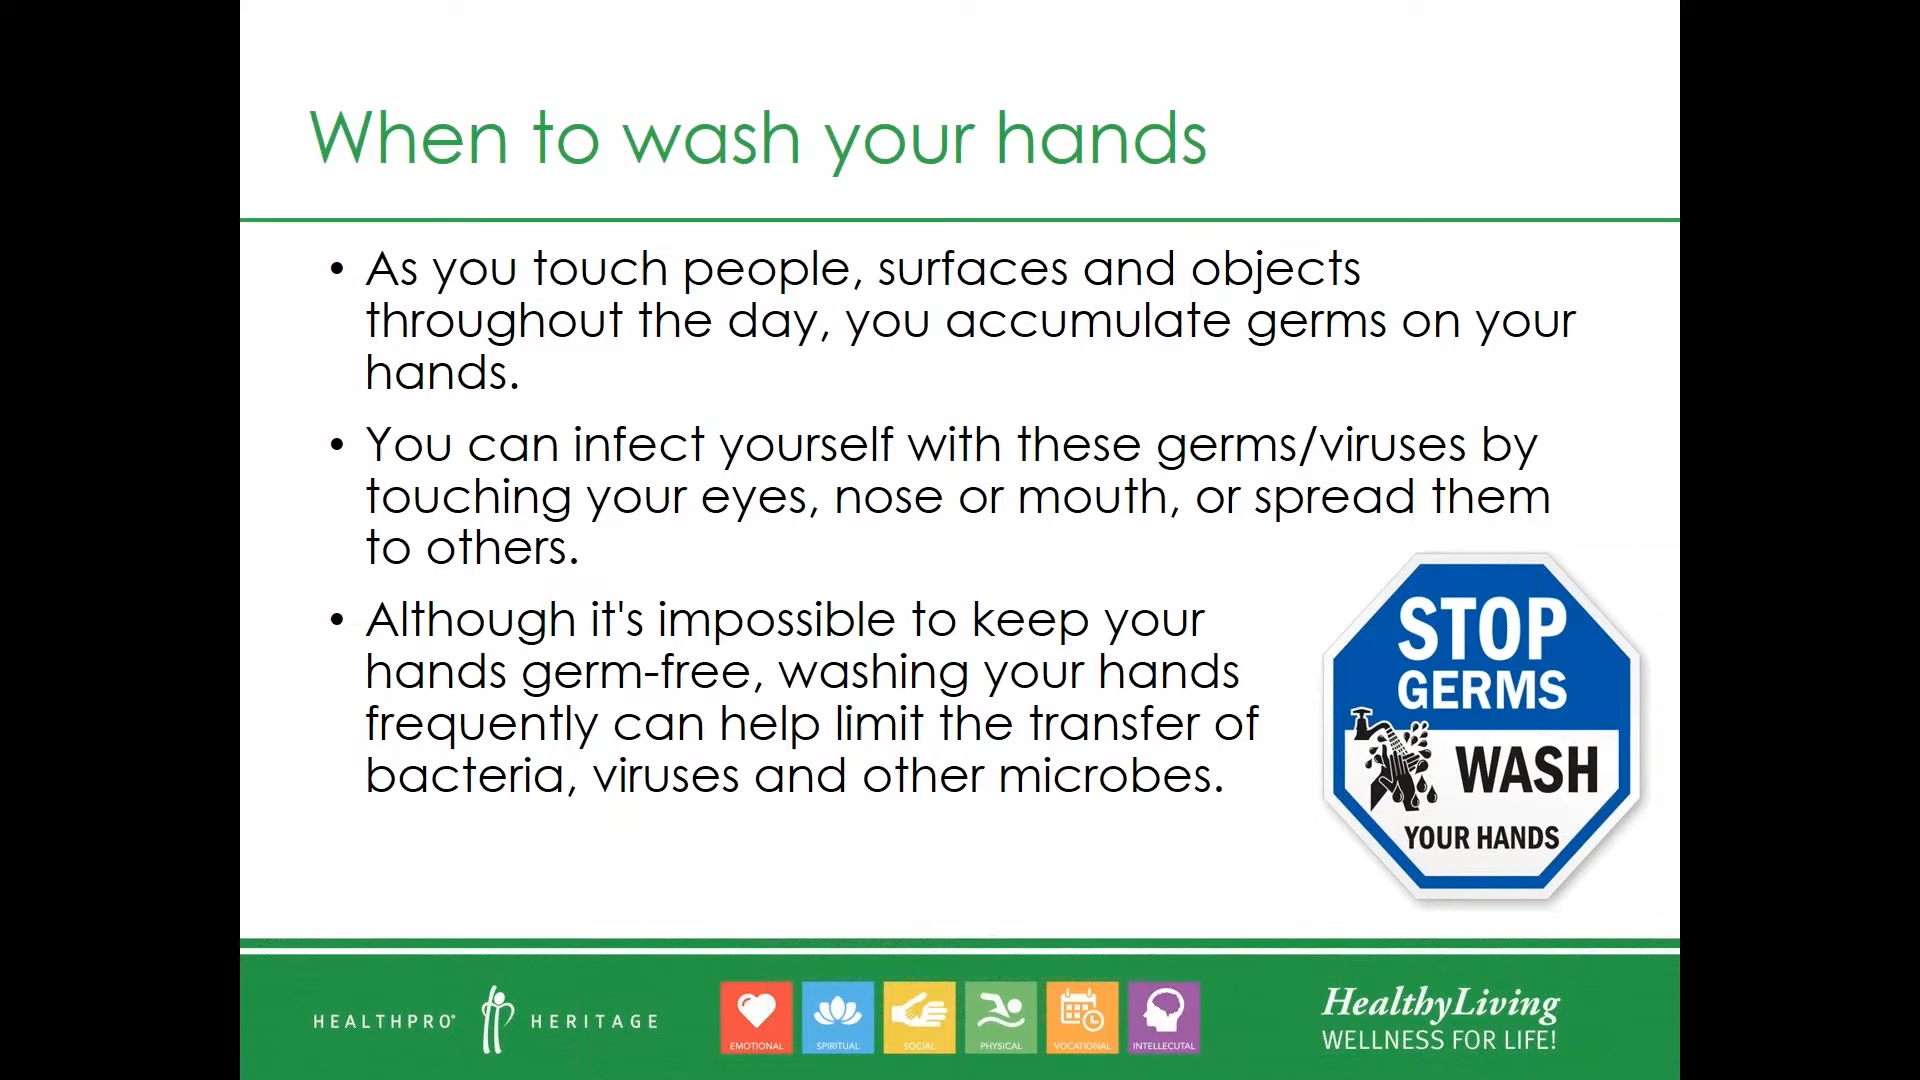 When to wash your hands
• As you touch people, surfaces and objects
throughout the day, you accumulate germs on your
hands.
• You can infect yourself with these germs/viruses by
touching your eyes, nose or mouth, or spread them
to others.
• Although it's impossible to keep your
hands germ-free, washing your hands
frequently can help limit the transfer of
bacteria, viruses and other microbes.
STOP
GERMS
WASH
YOUR HANDS
HEALTHPRO® HERITAGE
EMOTIONAL
SPIRITUAL
SOCIAL
PHYSICAL
VOCATIONAL
INTELLECUTAL
HealthyLiving
WELLNESS FOR LIFE!